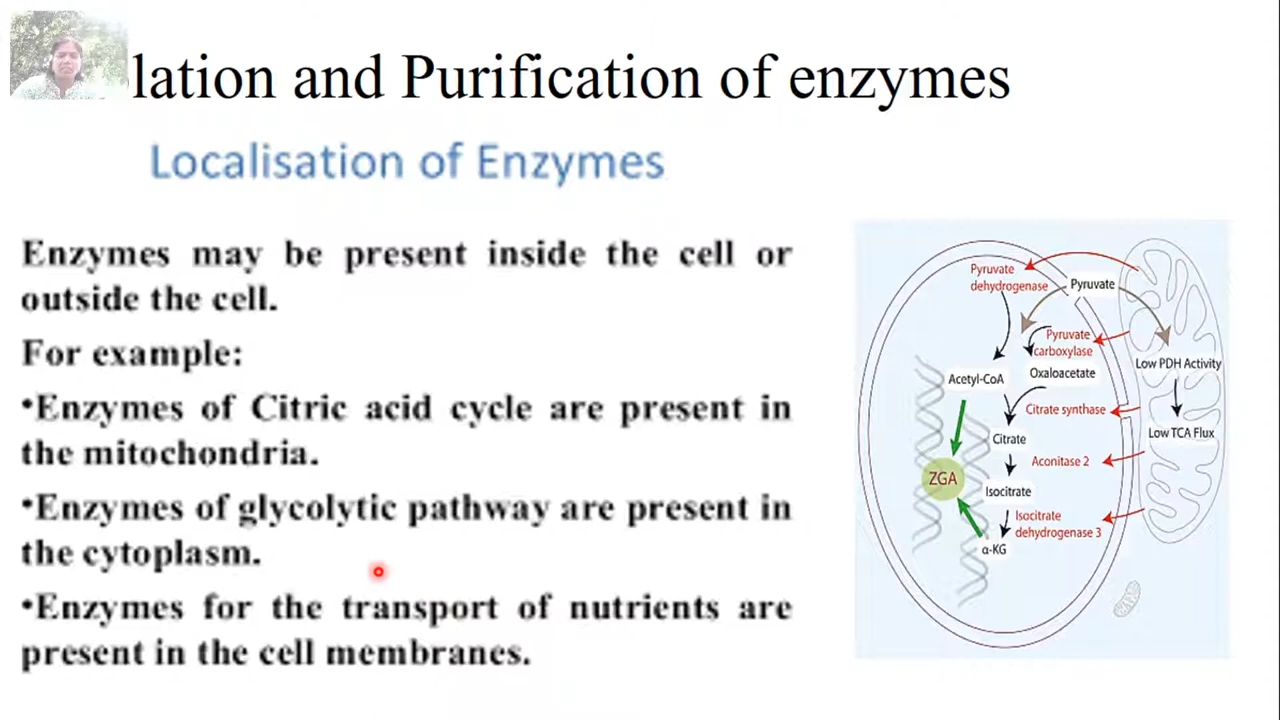 lation and Purification of enzymes
Localisation of Enzymes
Enzymes may be present inside the cell or
outside the cell.
For example:
•Enzymes of Citric acid cycle are present in
the mitochondria.
•Enzymes of glycolytic pathway are present in
the cytoplasm.
•Enzymes for the transport of nutrients are
present in the cell membranes.
Pyruvate
dehydrogenase
Pyruvate
Pyruvate
carboxylase
Low PDH Activity
Acetyl-CoA
Oxaloacetate
Citrate synthase
Low TCA Flux
Citrate
Aconitase 2
ZGA
Isocitrate
Isocitrate
dehydrogenase 3
α-KG